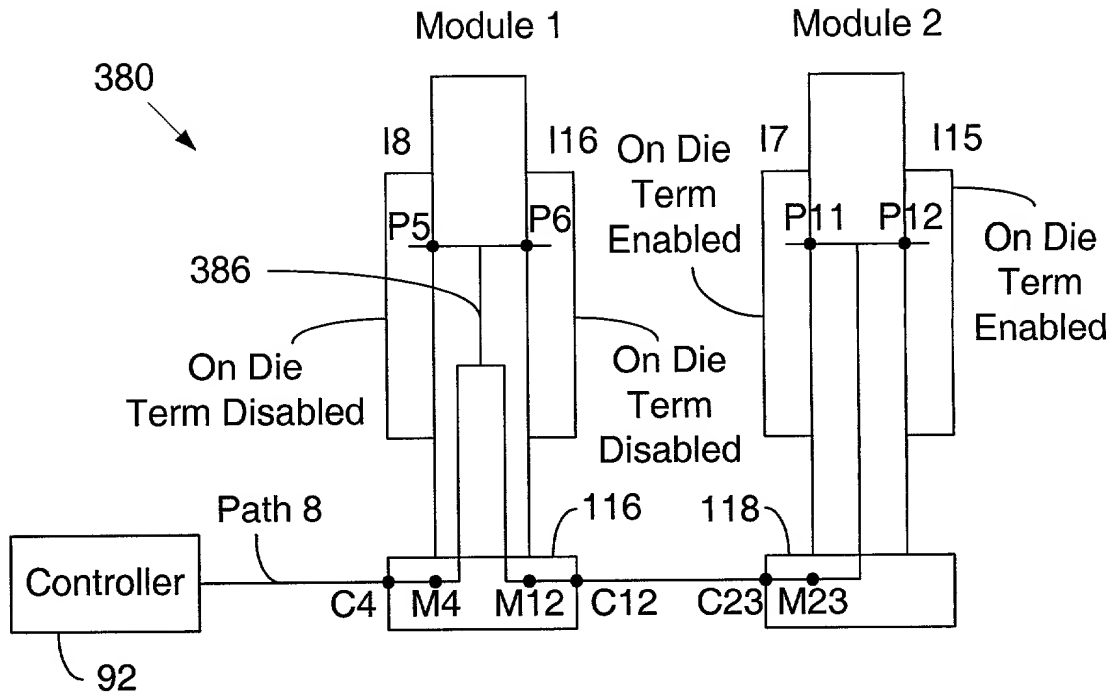 Module 1
Module 2
380
I8
I16
On Die
Term
Enabled
I7
I15
P5
P6
P11
P12
On Die
Term
Enabled
386
On Die
Term Disabled
On Die
Term
Disabled
Path 8
116
118
Controller
C4
M4
M12
C12
C23
M23
92